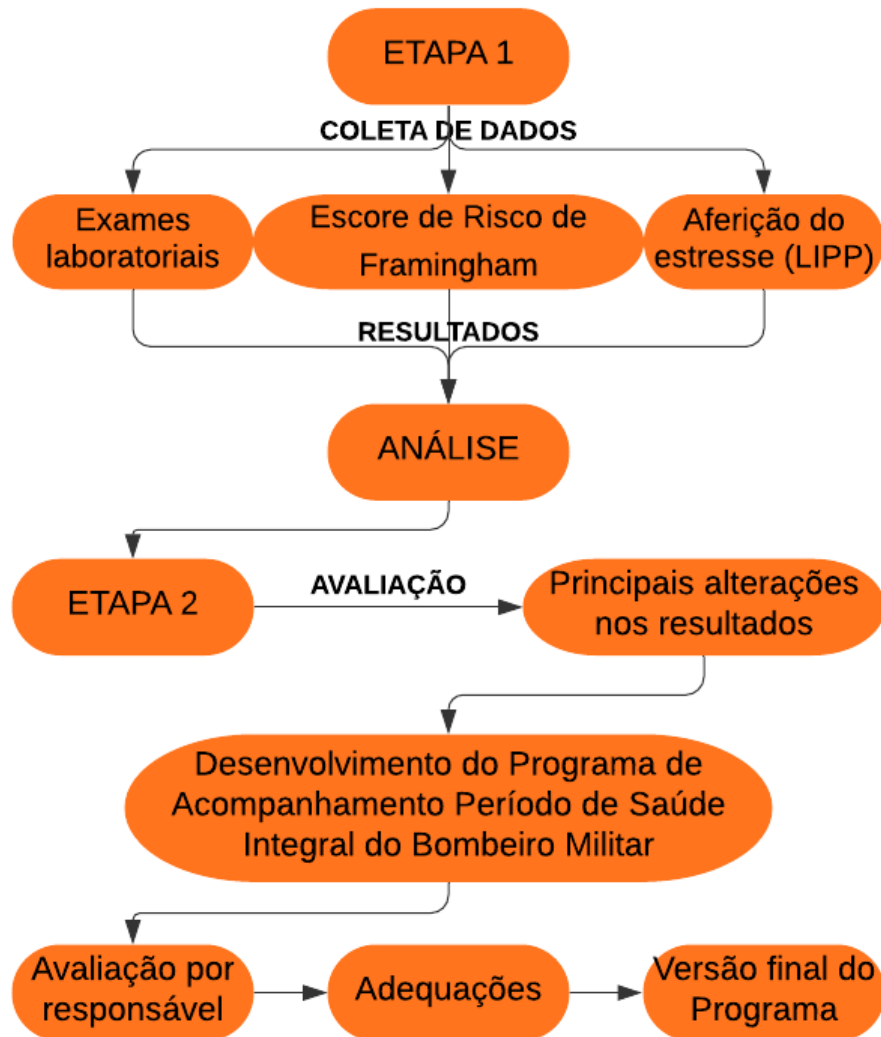 ETAPA 1
COLETA DE DADOS
Exames
laboratoriais
Escore de Risco de
Framingham
Aferição do
estresse (LIPP)
RESULTADOS
ANÁLISE
ETAPA 2
AVALIAÇÃO
Principais alterações
nos resultados
Desenvolvimento do Programa de
Acompanhamento Período de Saúde
Integral do Bombeiro Militar
Avaliação por
responsável
Adequações
Versão final do
Programa